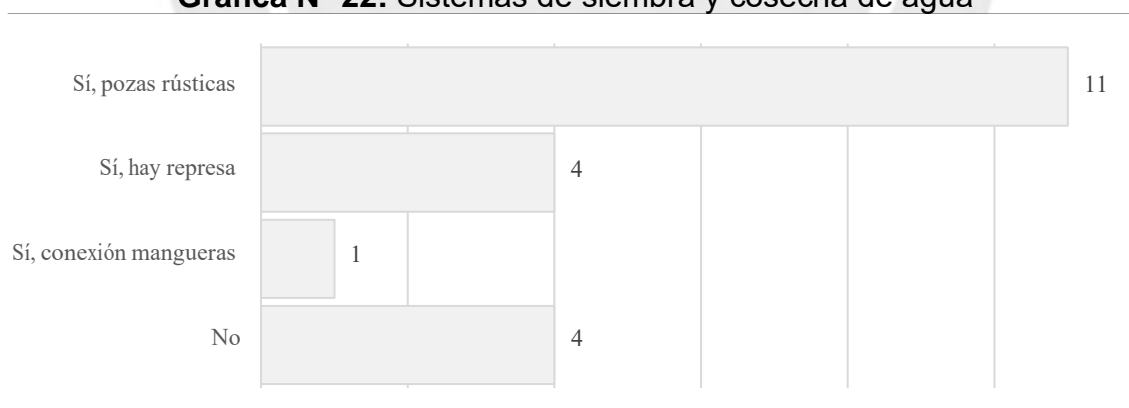 Gráfica N° 22: Sistemas de siembra y cosecha de agua
Sí, pozas rústicas
11
Sí, hay represa
4
Sí, conexión mangueras
1
No
4